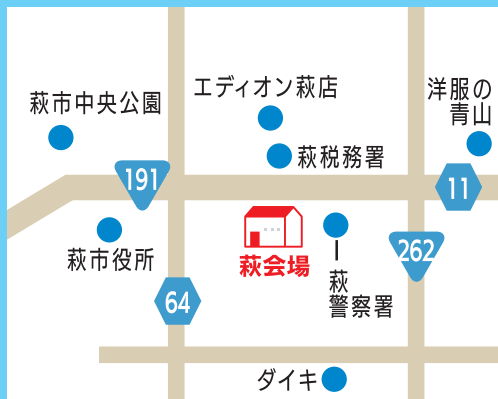 エディオン萩店
洋服の
青山
萩市中央公園
萩税務署
191
11
萩市役所
萩会場
262
萩
警察署
64
ダイキ